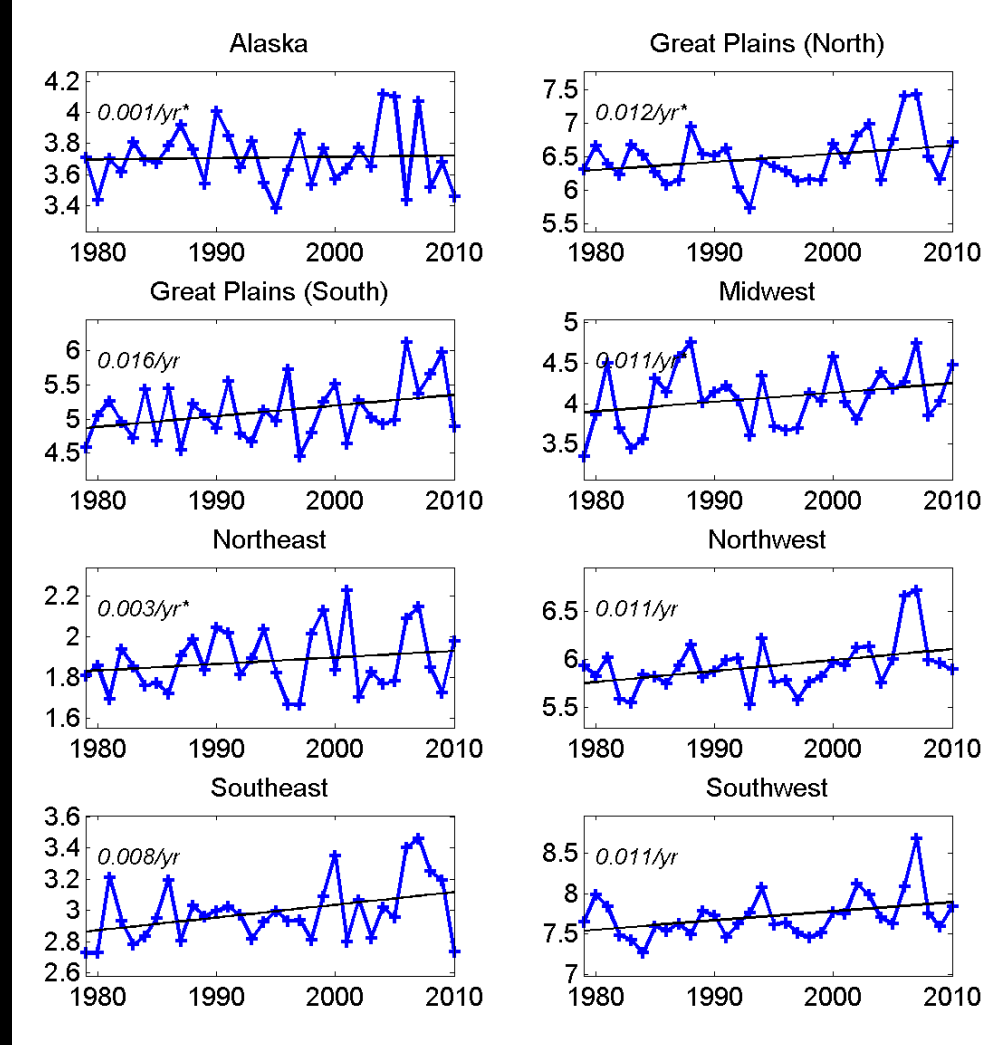 Alaska
0.001/yr*
4.2
4
3.8
3.6
3.4
1980 1990 2000 2010
Great Plains (North)
0.012/yr*
7.5
7
6.5
6
5.5
1980 1990 2000 2010
Great Plains (South)
0.016/yr
6
5.5
5
4.5
1980 1990 2000 2010
Midwest
0.011/yr
5
4.5
4
3.5
1980 1990 2000 2010
Northeast
0.003/yr*
2.2
2
1.8
1.6
1980 1990 2000 2010
Northwest
0.011/yr
6.5
6
5.5
1980 1990 2000 2010
Southeast
0.008/yr
3.6
3.4
3.2
3
2.8
2.6
1980 1990 2000 2010
Southwest
0.011/yr
8.5
8
7.5
7
1980 1990 2000 2010